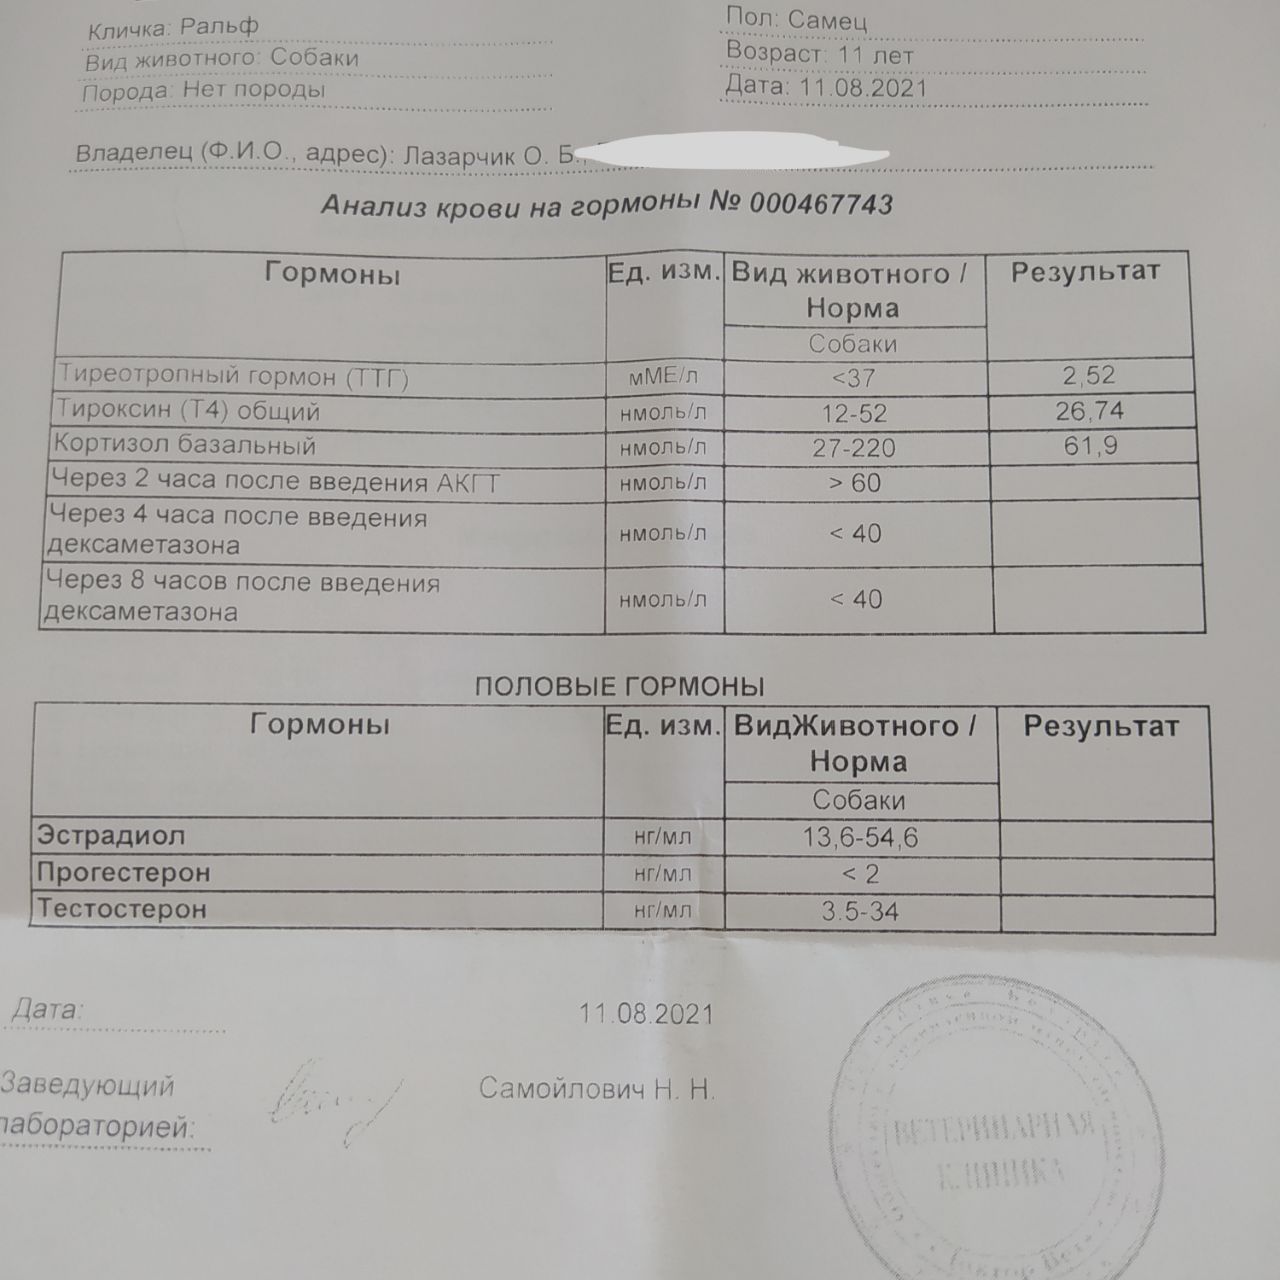 Кличка: Ральф
Пол: Самец
Вид животного: Собаки
Возраст: 11 лет
Порода: Нет породы
Дата: 11.08.2021
Владелец (Ф.И.О., адрес): Лазарчик О. Б.,
Анализ крови на гормоны № 000467743
Гормоны
Ед. изм.
Вид животного /
Норма
Собаки
Результат
Тиреотропный гормон (ТТГ) мМЕ/л <37 2,52
Тироксин (Т4) общий нмоль/л 12-52 26,74
Кортизол базальный нмоль/л 27-220 61,9
Через 2 часа после введения АКГТ нмоль/л > 60
Через 4 часа после введения
дексаметазона нмоль/л < 40
Через 8 часов после введения
дексаметазона нмоль/л < 40
ПОЛОВЫЕ ГОРМОНЫ
Гормоны
Ед. изм.
ВидЖивотного /
Норма
Собаки
Результат
Эстрадиол нг/мл 13,6-54,6
Прогестерон нг/мл < 2
Тестостерон нг/мл 3.5-34
Дата: 11.08.2021
Заведующий
лабораторией:
Самойлович Н. Н.
ВЕТЕРИНАРНАЯ
КЛИНИКА